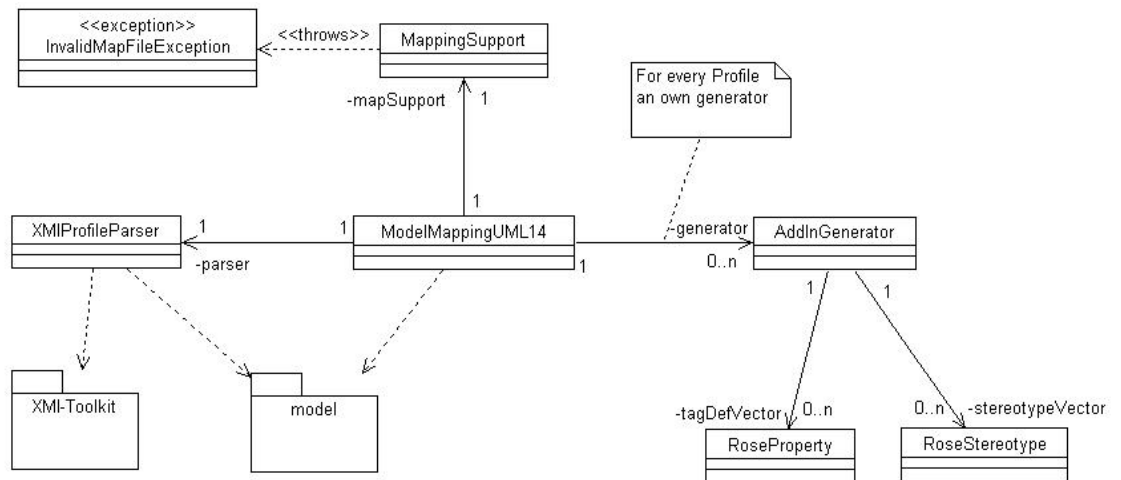 <<exception>>
InvalidMapFileException
<<throws>>
MappingSupport
-mapSupport
1
For every Profile
an own generator
1
XMIProfileParser
1
-parser
1
ModelMappingUML14
1
-generator
0..n
AddInGenerator
1
1
XMI-Toolkit
model
-tagDefVector
0..n
0..n
-stereotypeVector
RoseProperty
RoseStereotype